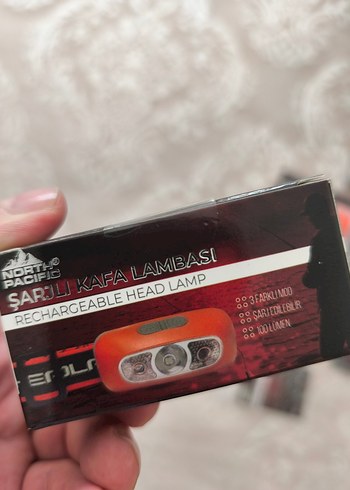 NORTH
PACIFIC
ŞARJLI KAFA LAMBASI
RECHARGEABLE HEAD LAMP
3 FARKLI MOD
ŞARJ EDİLEBİLİR
100 LÜMEN